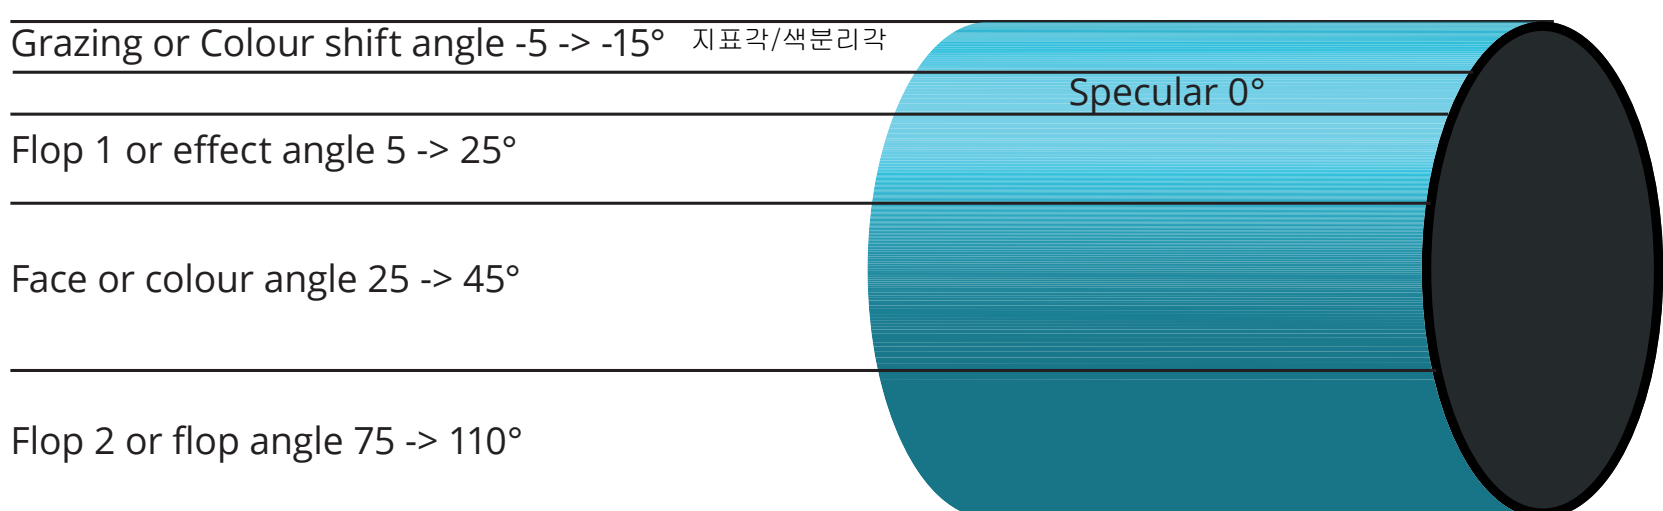 Grazing or Colour shift angle -5 -> -15° 지표각/색분리각
Specular 0°
Flop 1 or effect angle 5 -> 25°
Face or colour angle 25 -> 45°
Flop 2 or flop angle 75 -> 110°